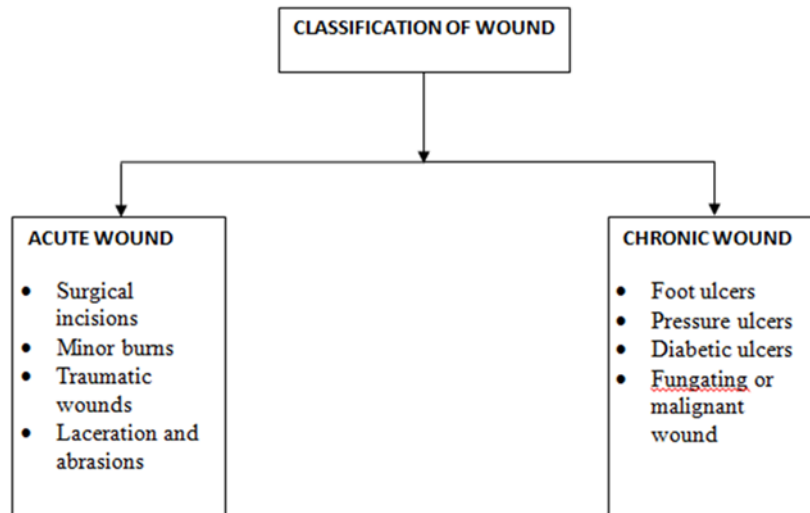 CLASSIFICATION OF WOUND
ACUTE WOUND
• Surgical
incisions
• Minor burns
• Traumatic
wounds
• Laceration and
abrasions
CHRONIC WOUND
• Foot ulcers
• Pressure ulcers
• Diabetic ulcers
• Fungating or
malignant
wound